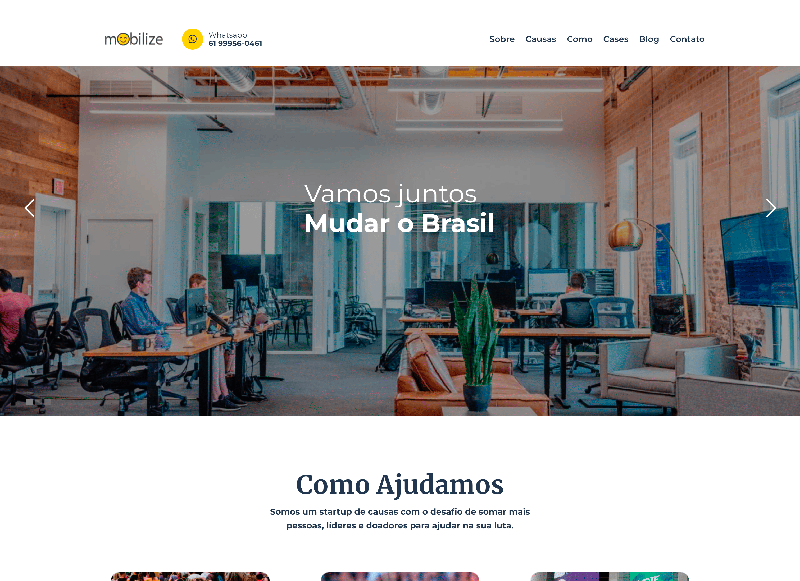 mobilize
Whatsapp
61 99956-0461
Sobre Causas Como Cases Blog Contato
Vamos juntos
Mudar o Brasil
Como Ajudamos
Somos um startup de causas com o desafio de somar mais
pessoas, líderes e doadores para ajudar na sua luta.